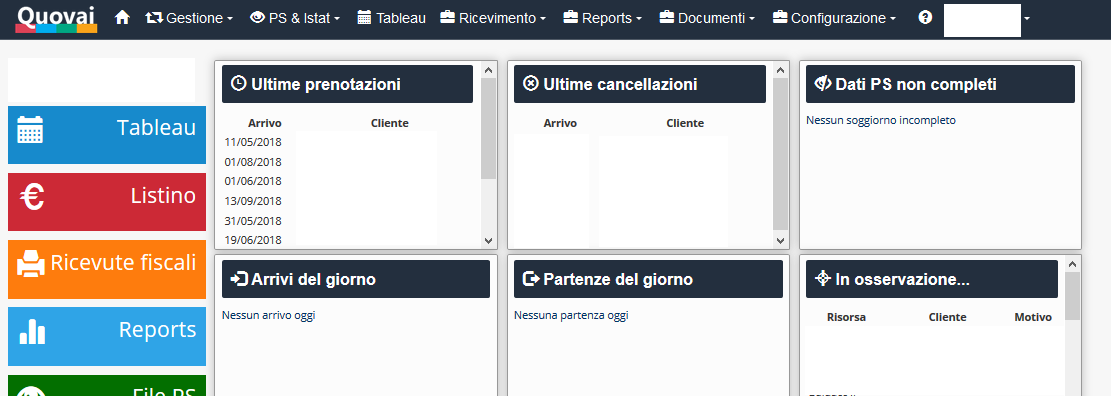 Quovai Gestione PS & Istat Tableau Ricevimento Reports Documenti Configurazione
Tableau
Listino
Ricevute fiscali
Reports
File PS
Ultime prenotazioni
Arrivo Cliente
11/05/2018
01/08/2018
01/06/2018
13/09/2018
31/05/2018
19/06/2018
Ultime cancellazioni
Arrivo Cliente
Dati PS non completi
Nessun soggiorno incompleto
Arrivi del giorno
Nessun arrivo oggi
Partenze del giorno
Nessuna partenza oggi
In osservazione...
Risorsa Cliente Motivo